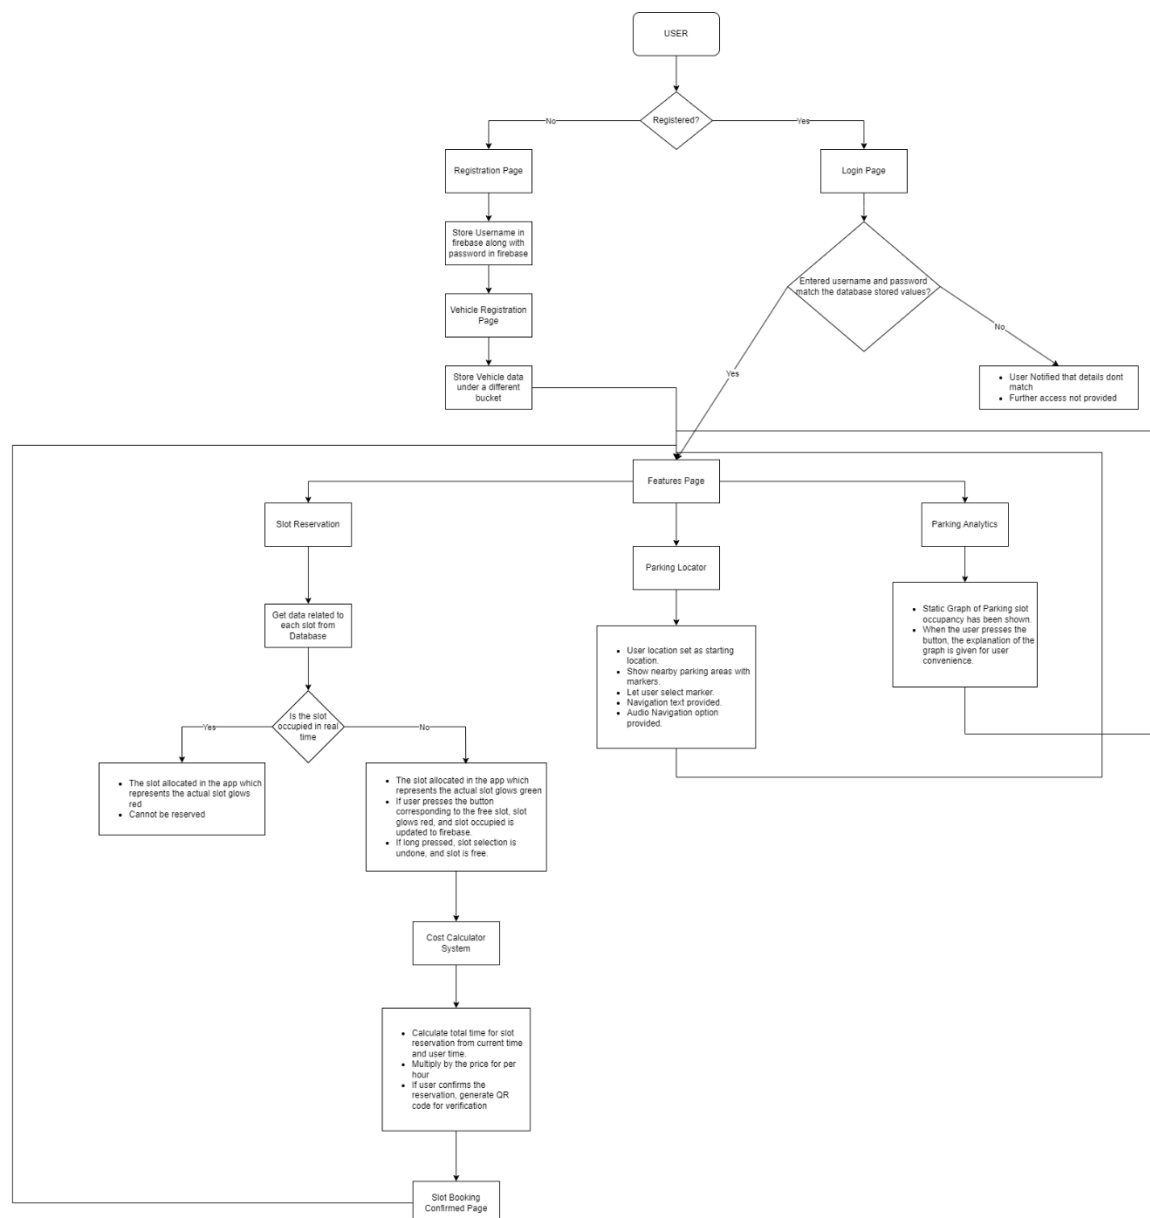 USER
Registered?
No
Yes
Registration Page
Login Page
Store Username in
firebase along with
password in firebase
Entered username and password
match the database stored values?
Vehicle Registration
Page
No
Yes
Store Vehicle data
under a different
bucket
• User Notified that details dont
match
• Further access not provided
Features Page
Slot Reservation
Parking Analytics
Parking Locator
Get data related to
each slot from
Database
• Static Graph of Parking slot
occupancy has been shown.
• When the user presses the
button, the explanation of the
graph is given for user
convenience.
• User location set as starting
location.
• Show nearby parking areas with
markers.
• Let user select marker.
• Navigation text provided.
• Audio Navigation option
provided.
Is the slot
occupied in real
time
Yes
No
• The slot allocated in the app which
represents the actual slot glows
red
• Cannot be reserved
• The slot allocated in the app which
represents the actual slot glows green
• If user presses the button
corresponding to the free slot, slot
glows red, and slot occupied is
updated to firebase.
• If long pressed, slot selection is
undone, and slot is free.
Cost Calculator
System
• Calculate total time for slot
reservation from current time
and user time.
• Multiply by the price for per
hour
• If user confirms the
reservation, generate QR
code for verification
Slot Booking
Confirmed Page